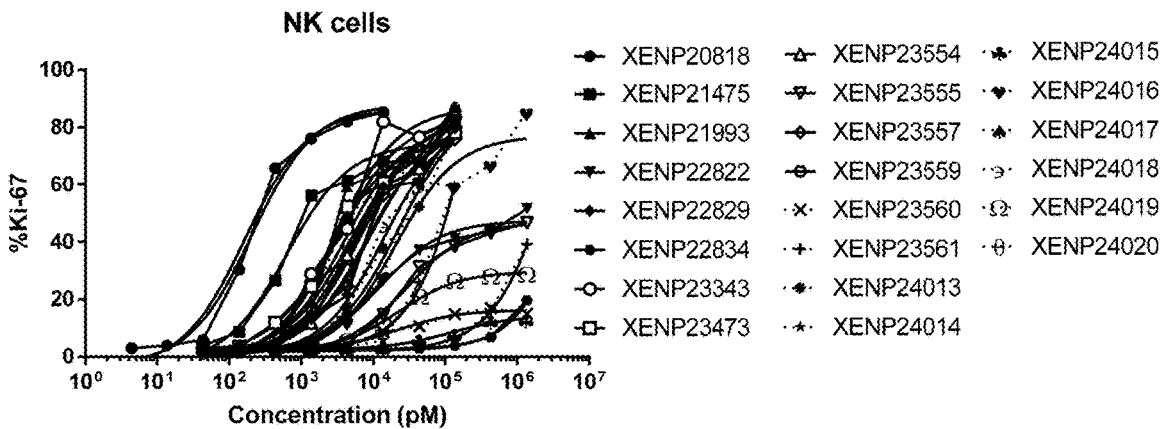 NK cells
100
80
60
40
20
0
%Ki-67
10⁰ 10¹ 10² 10³ 10⁴ 10⁵ 10⁶ 10⁷
Concentration (pM)
XENP20818
XENP21475
XENP21993
XENP22822
XENP22829
XENP22834
XENP23343
XENP23473
XENP23554
XENP23555
XENP23557
XENP23559
XENP23560
XENP23561
XENP24013
XENP24014
XENP24015
XENP24016
XENP24017
XENP24018
XENP24019
XENP24020